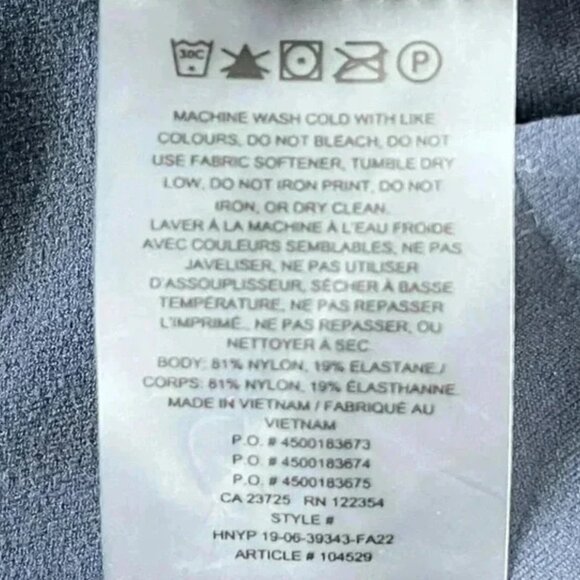 30C
P
MACHINE WASH COLD WITH LIKE
COLOURS, DO NOT BLEACH, DO NOT
USE FABRIC SOFTENER, TUMBLE DRY
LOW, DO NOT IRON PRINT, DO NOT
IRON, OR DRY CLEAN.
LAVER À LA MACHINE À L'EAU FROIDE
AVEC COULEURS SEMBLABLES, NE PAS
JAVELISER, NE PAS UTILISER
D'ASSOUPLISSEUR, SÉCHER À BASSE
TEMPÉRATURE, NE PAS REPASSER
L'IMPRIMÉ, NE PAS REPASSER, OU
NETTOYER À SEC.
BODY: 81% NYLON, 19% ELASTANE /
CORPS: 81% NYLON, 19% ÉLASTHANNE.
MADE IN VIETNAM / FABRIQUÉ AU
VIETNAM
P.O. # 4500183673
P.O. # 4500183674
P.O. # 4500183675
CA 23725 RN 122354
STYLE #
HNYP 19-06-39343-FA22
ARTICLE # 104529